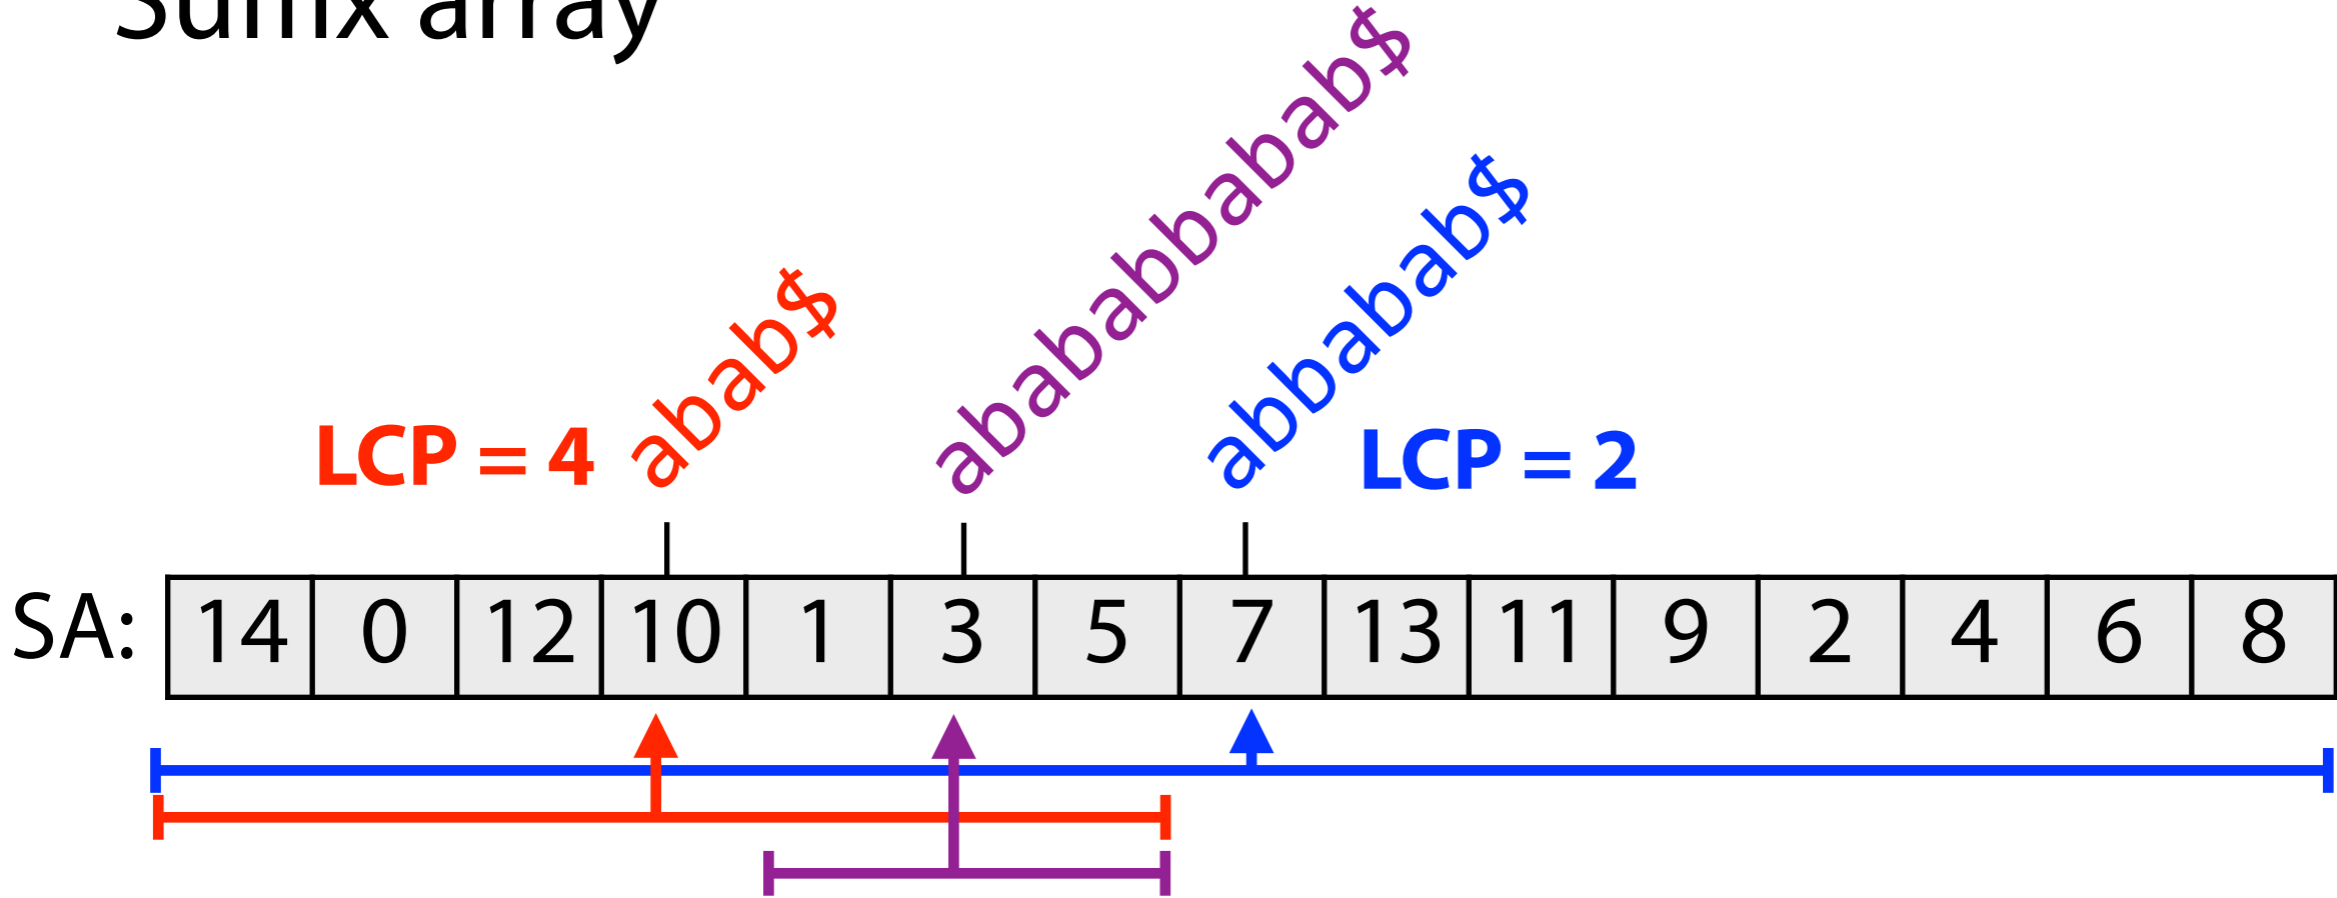 Suffix array
abab$
abababbabab$
abbabab$
LCP = 4
LCP = 2
SA: 14 0 12 10 1 3 5 7 13 11 9 2 4 6 8